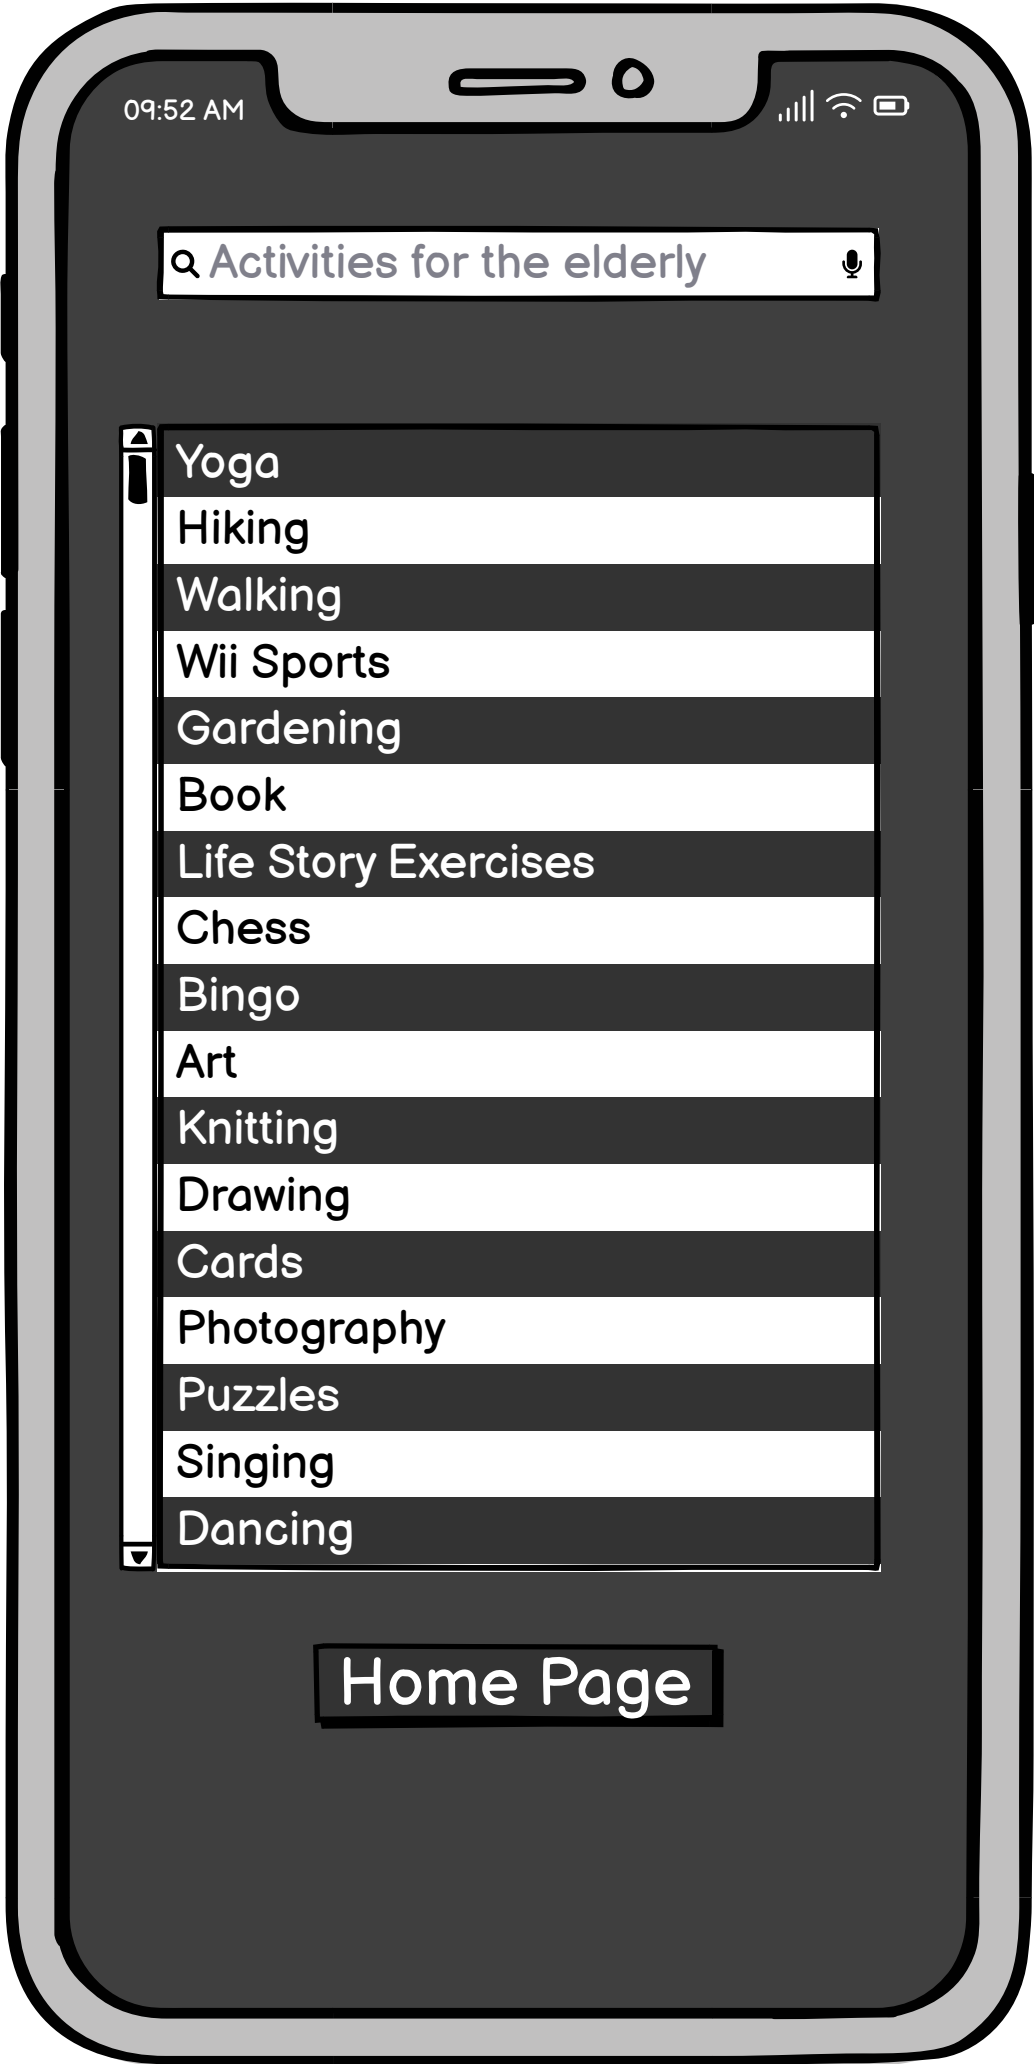 09:52 AM
Activities for the elderly
Yoga
Hiking
Walking
Wii Sports
Gardening
Book
Life Story Exercises
Chess
Bingo
Art
Knitting
Drawing
Cards
Photography
Puzzles
Singing
Dancing
Home Page